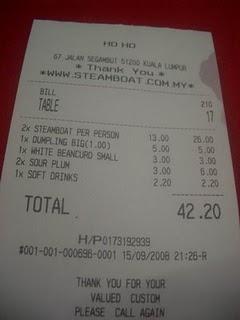 HO HO
67 JALAN SEGAMBUT 51200 KUALA LUMPUR
* Thank You *
*WWW.STEAMBOAT.COM.MY*
BILL 210
TABLE 17
2x STEAMBOAT PER PERSON 13.00 26.00
1x DUMPLING BIG(1.00) 5.00 5.00
1x WHITE BEANCURD SMALL 3.00 3.00
2x SOUR PLUM 3.00 6.00
1x SOFT DRINKS 2.20 2.20
TOTAL 42.20
H/P0173192939
#001-001-000696-0001 15/09/2008 21:26-R
THANK YOU FOR YOUR
VALUED CUSTOM
PLEASE CALL AGAIN